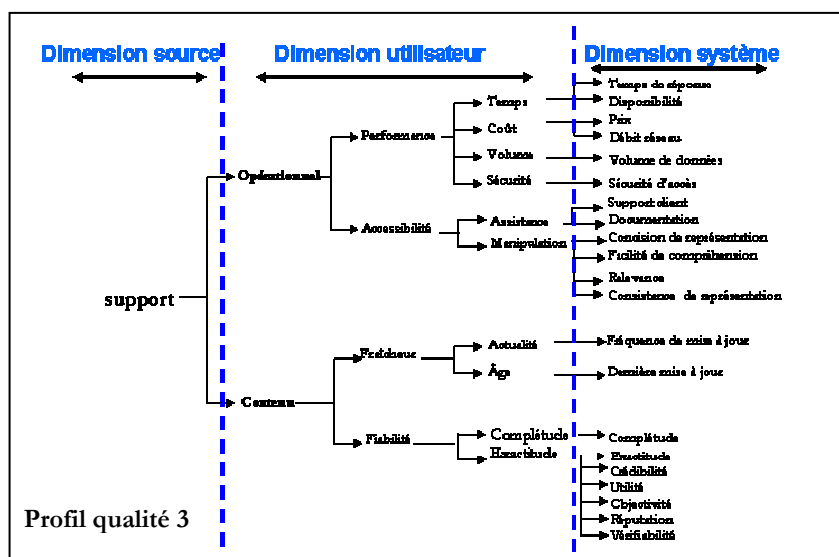 Dimension source
Dimension utilisateur
Dimension système
Temps de réponse
Temps
Disponibilité
Coût
Prix
Performance
Débit réseau
Volume
Volume de données
Opérationnel
Sécurité
Sécurité d'accès
Support client
Assistance
Documentation
Accessibilité
Manipulation
Concision de représentation
Facilité de compréhension
Relevance
support
Consistence de représentation
Actualité
Fréquence de mise à jour
Fraîcheur
Âge
Dernière mise à jour
Contenu
Fiabilité
Complétude
Complétude
Exactitude
Exactitude
Crédibilité
Utilité
Objectivité
Réputation
Vérifiabilité
Profil qualité 3